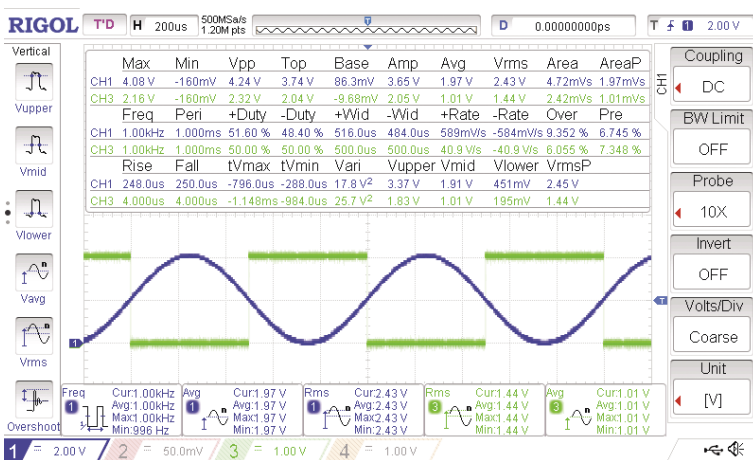 RIGOL T'D H 200us 500MSa/s 1.20M pts D 0.00000000ps T 1 2.00 V
Vertical
Vupper
Vmid
Vlower
Vavg
Vrms
Overshoot
Max Min Vpp Top Base Amp Avg Vrms Area AreaP
CH1 4.08 V -160mV 4.24 V 3.74 V 86.3mV 3.65 V 1.97 V 2.43 V 4.72mVs 1.97mVs
CH3 2.16 V -160mV 2.32 V 2.04 V -9.68mV 2.05 V 1.01 V 1.44 V 2.42mVs 1.01mVs
Freq Peri +Duty -Duty +Wid -Wid +Rate -Rate Over Pre
CH1 1.00kHz 1.000ms 51.60 % 48.40 % 516.0us 484.0us 589mV/s -584mV/s 9.352 % 6.745 %
CH3 1.00kHz 1.000ms 50.00 % 50.00 % 500.0us 500.0us 40.9 V/s -40.9 V/s 6.055 % 7.348 %
Rise Fall tVmax tVmin Vari Vupper Vmid Vlower VrmsP
CH1 248.0us 250.0us -796.0us -288.0us 17.8 V² 3.37 V 1.91 V 451mV 2.45 V
CH3 4.000us 4.000us -1.148ms -984.0us 25.7 V² 1.83 V 1.01 V 195mV 1.44 V
T
1
Freq
1
Cur:1.00kHz
Avg:1.00kHz
Max:1.00kHz
Min:996 Hz
Avg
1
n
Cur:1.97 V
Avg:1.97 V
Max:1.97 V
Min:1.97 V
Rms
1
n
Cur:2.43 V
Avg:2.43 V
Max:2.43 V
Min:2.43 V
Rms
3
n
Cur:1.44 V
Avg:1.44 V
Max:1.44 V
Min:1.44 V
Avg
3
n
Cur:1.01 V
Avg:1.01 V
Max:1.01 V
Min:1.01 V
1 = 2.00 V 2 = 50.0mV 3 = 1.00 V 4 = 1.00 V
CH1
Coupling
DC
BW Limit
OFF
Probe
10X
Invert
OFF
Volts/Div
Coarse
Unit
[V]